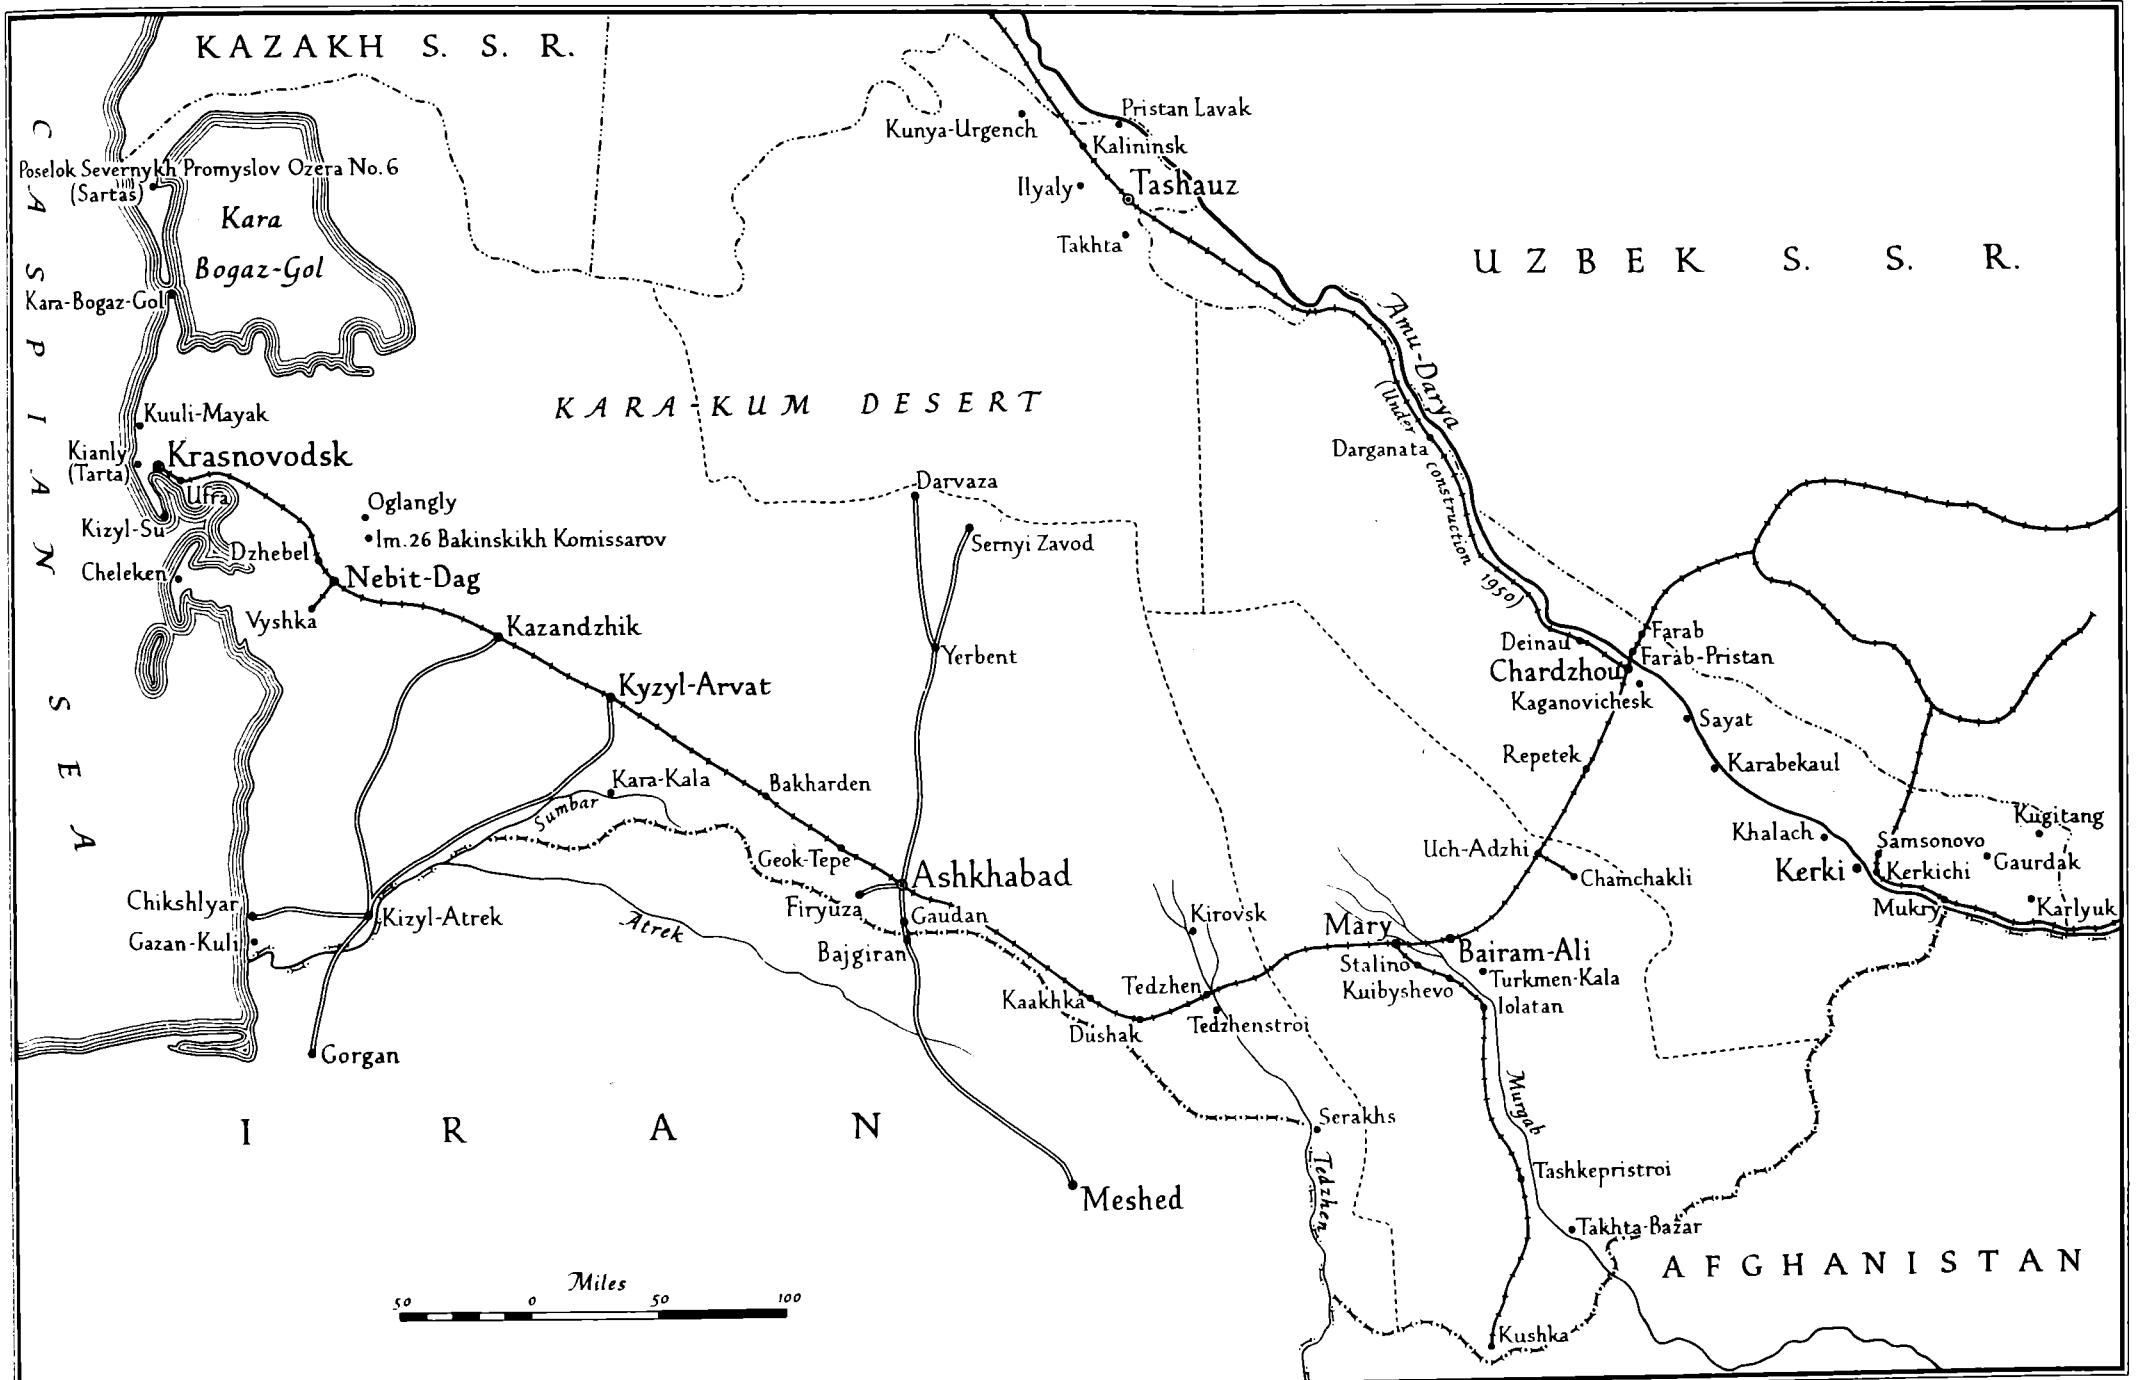 KAZAKH S. S. R.
CASPIAN SEA
Poselok Severnykh Promyslov Ozera No. 6
(Sartas)
Kara
Bogaz-Gol
Kara-Bogaz-Gol
Kunya-Urgench
Pristan Lavak
Kalininsk
Ilyaly
Tashauz
Takhta
UZBEK S. S. R.
Amu-Darya
(Under construction 1950)
Darganata
KARA-KUM DESERT
Kuuli-Mayak
Kianly
(Tarta)
Krasnovodsk
Ufra
Kizyl-Su
Oglangly
Im. 26 Bakinskikh Komissarov
Dzhebel
Cheleken
Nebit-Dag
Vyshka
Darvaza
Sernyi Zavod
Kazandzhik
Yerbent
Kyzyl-Arvat
Deinau
Farab
Farab-Pristan
Chardzhou
Kaganovichesk
Sayat
Repetek
Karabekaul
Kara-Kala
Sumbar
Bakharden
Geok-Tepe
Ashkhabad
Firyuza
Gaudan
Bajgiran
Khalach
Kugitang
Samsonovo
Gaurdak
Kerki
Kerkichi
Mukry
Karlyuk
Uch-Adzhi
Chamchakli
Chikshlyar
Kizyl-Atrek
Gazan-Kuli
Atrek
Kirovsk
Mary
Bairam-Ali
Stalino
Turkmen-Kala
Kuibyshevo
Iolatan
Tedzhen
Kaakhka
Tedzhenstroi
Dushak
Gorgan
IRAN
Serakhs
Murgab
Tedzhen
Tashkepristroi
Meshed
Takhta-Bazar
AFGHANISTAN
Miles
50 0 50 100
Kushka